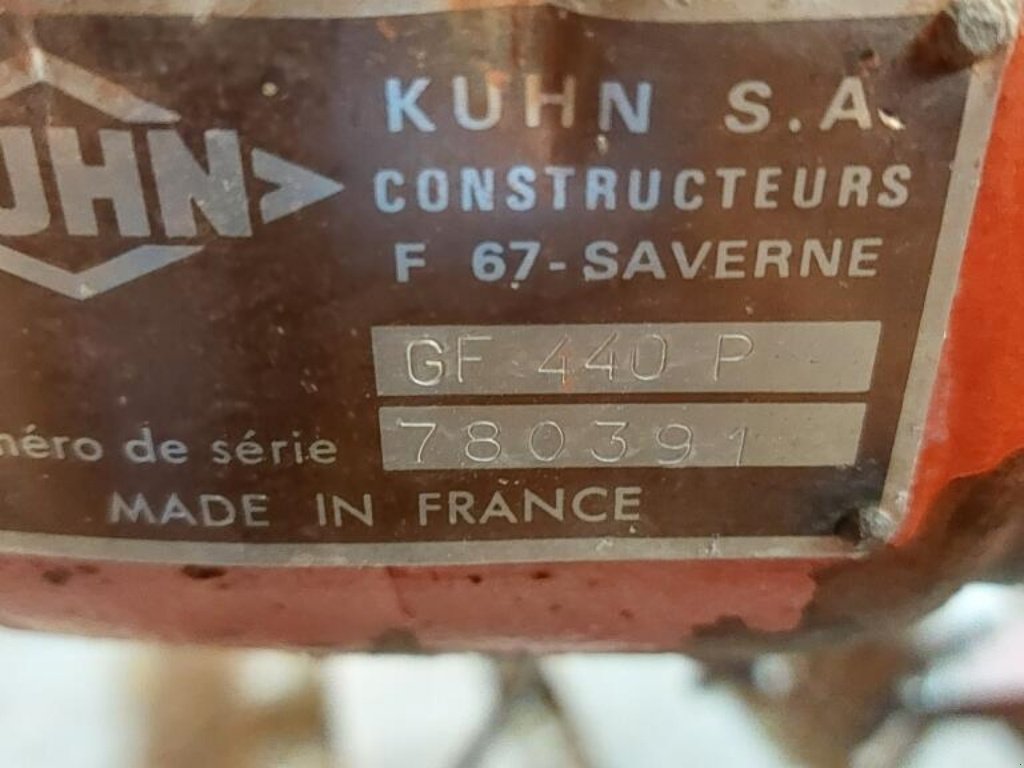 KUHN S.A.
UHN
CONSTRUCTEURS
F 67-SAVERNE
GF 440 P
méro de série 780391
MADE IN FRANCE